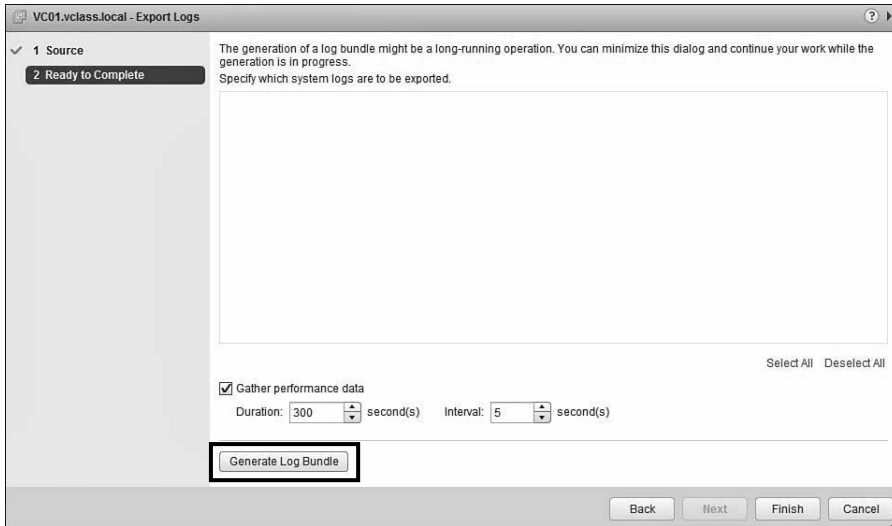 VC01.vclass.local - Export Logs
?
1 Source
2 Ready to Complete
The generation of a log bundle might be a long-running operation. You can minimize this dialog and continue your work while the
generation is in progress.
Specify which system logs are to be exported.
Select All Deselect All
Gather performance data
Duration: 300 second(s) Interval: 5 second(s)
Generate Log Bundle
Back Next Finish Cancel